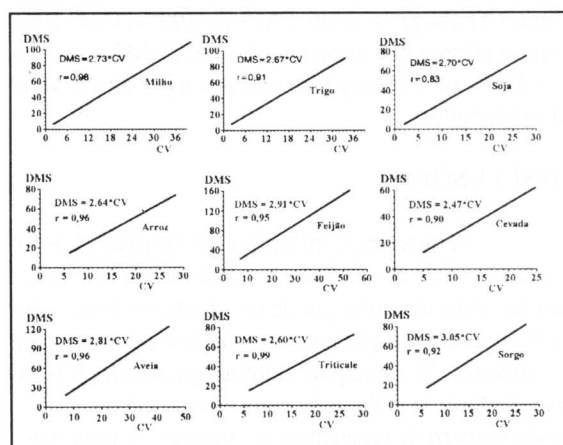 DMS
DMS=2.73*CV
r=0,98
Milho
100
80
60
40
20
0
0 6 12 18 24 30 36
CV
DMS
DMS=2.67*CV
r=0,91
Trigo
100
80
60
40
20
0
0 6 12 18 24 30 36
CV
DMS
DMS=2.70*CV
r=0,83
Soja
80
60
40
20
0
0 5 10 15 20 25 30
CV
DMS
DMS = 2,64*CV
r = 0,96
Arroz
80
60
40
20
0
0 5 10 15 20 25 30
CV
DMS
DMS = 2,91*CV
r = 0,95
Feijão
160
120
80
40
0
0 10 20 30 40 50 60
CV
DMS
DMS = 2,47*CV
r = 0,90
Cevada
60
40
20
0
0 5 10 15 20 25
CV
DMS
DMS = 2,81*CV
r = 0,96
Aveia
120
90
60
30
0
0 10 20 30 40 50
CV
DMS
DMS = 2,60*CV
r = 0,99
Triticale
80
60
40
20
0
0 5 10 15 20 25 30
CV
DMS
DMS = 3.05*CV
r = 0,92
Sorgo
80
60
40
20
0
0 5 10 15 20 25 30
CV